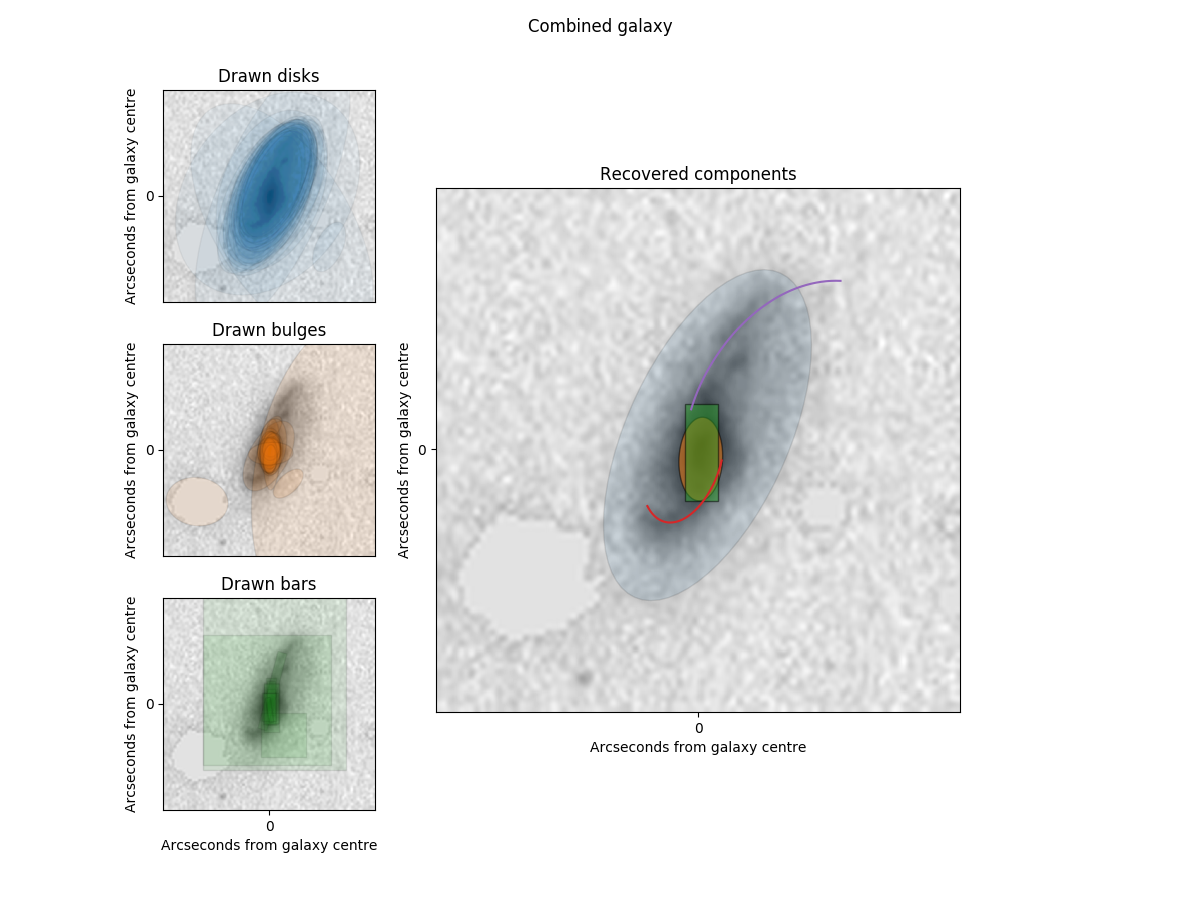 Combined galaxy
Drawn disks
Arcseconds from galaxy centre
0
Drawn bulges
Arcseconds from galaxy centre
0
Drawn bars
Arcseconds from galaxy centre
0
0
Arcseconds from galaxy centre
Recovered components
Arcseconds from galaxy centre
0
0
Arcseconds from galaxy centre